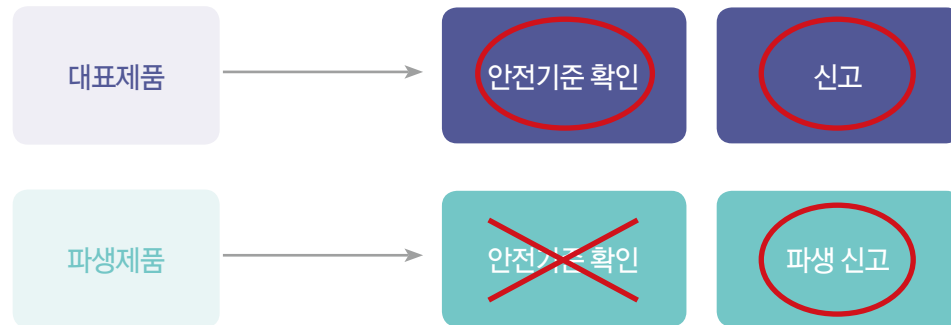 대표제품
안전기준 확인
신고
파생제품
안전기준 확인
파생 신고